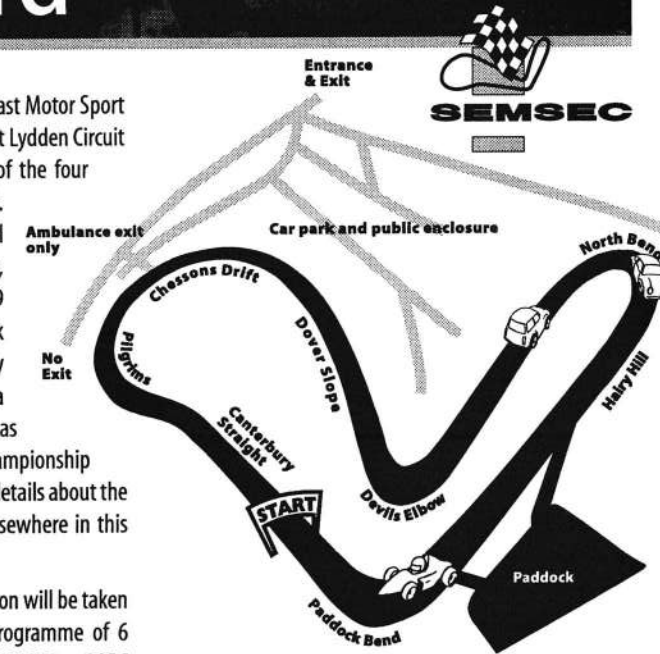 Entrance
& Exit
SEMSEC
ast Motor Sport
t Lydden Circuit
of the four
as
ampionship
details about the
sewhere in this
on will be taken
rogramme of 6
Ambulance exit
only
Car park and public enclosure
No
Exit
North Bend
Chessons Drift
Pilgrims
Dover Slope
Hairy Hill
Canterbury
Straight
START
Devils Elbow
Paddock
Paddock Bend